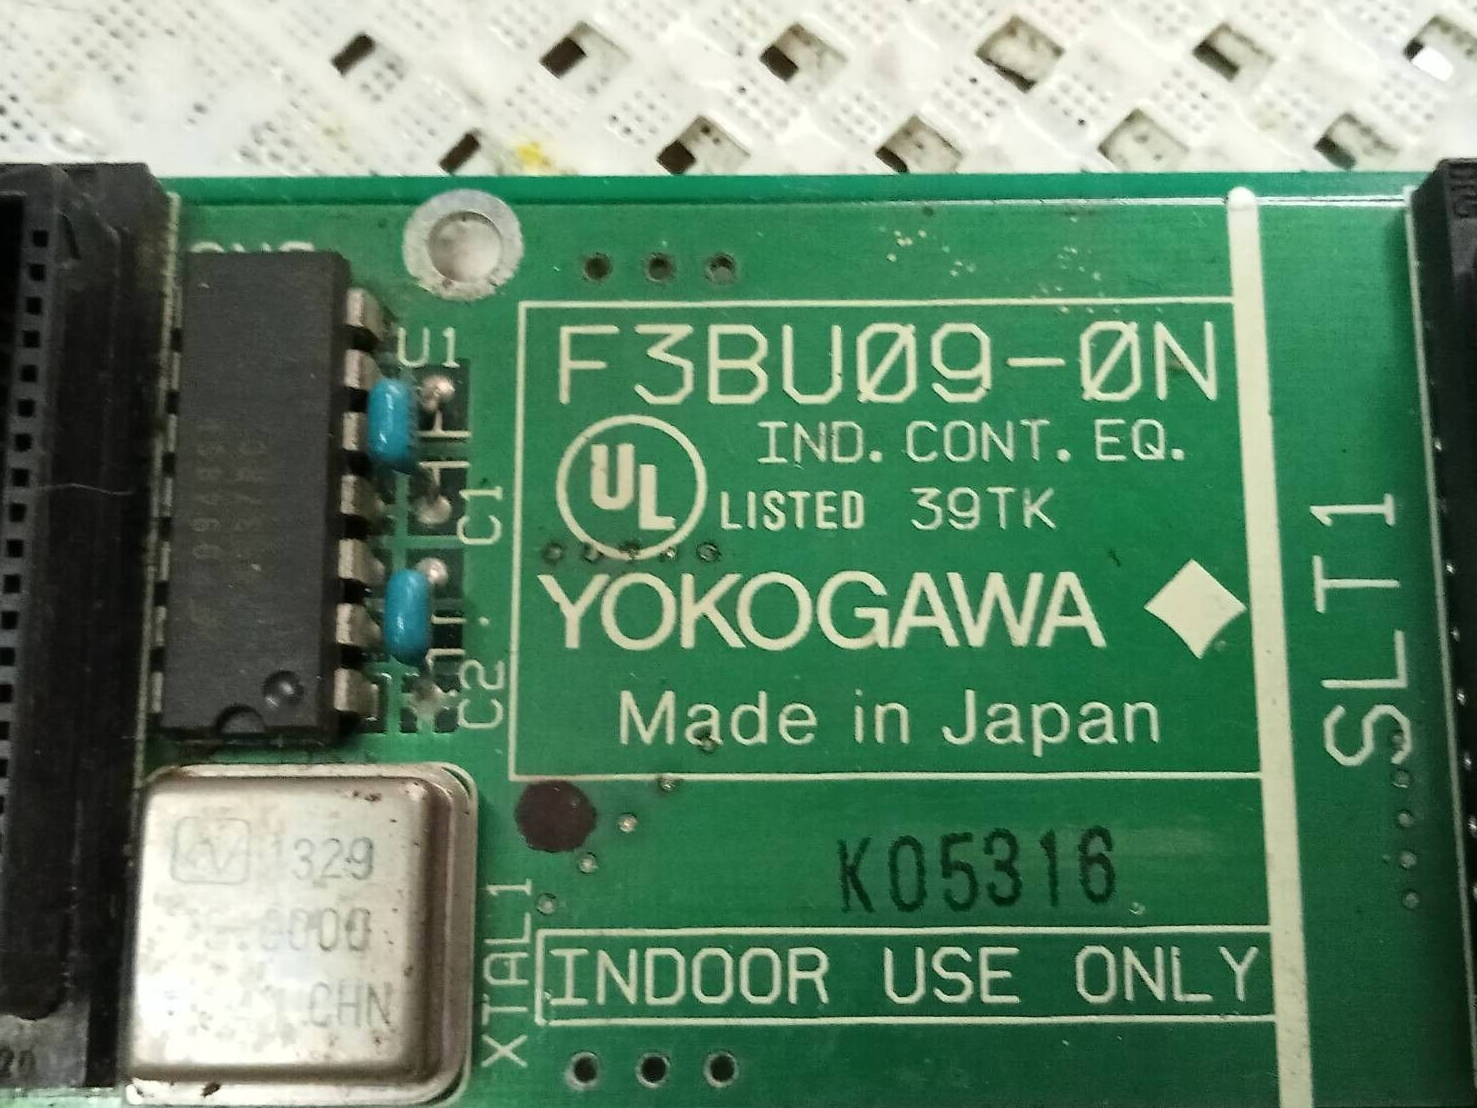 U1
C1
C2
F3BU09-0N
UL
IND. CONT. EQ.
LISTED 39TK
YOKOGAWA
Made in Japan
SLT1
1329
CHN
XTAL1
K05316
INDOOR USE ONLY